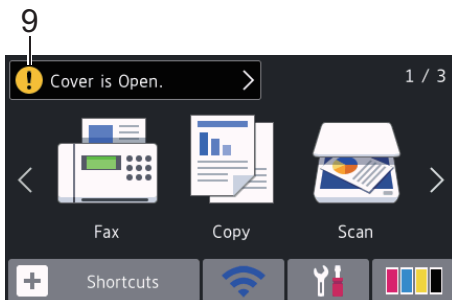 9
! Cover is Open.
1 / 3
Fax
Copy
Scan
+ Shortcuts